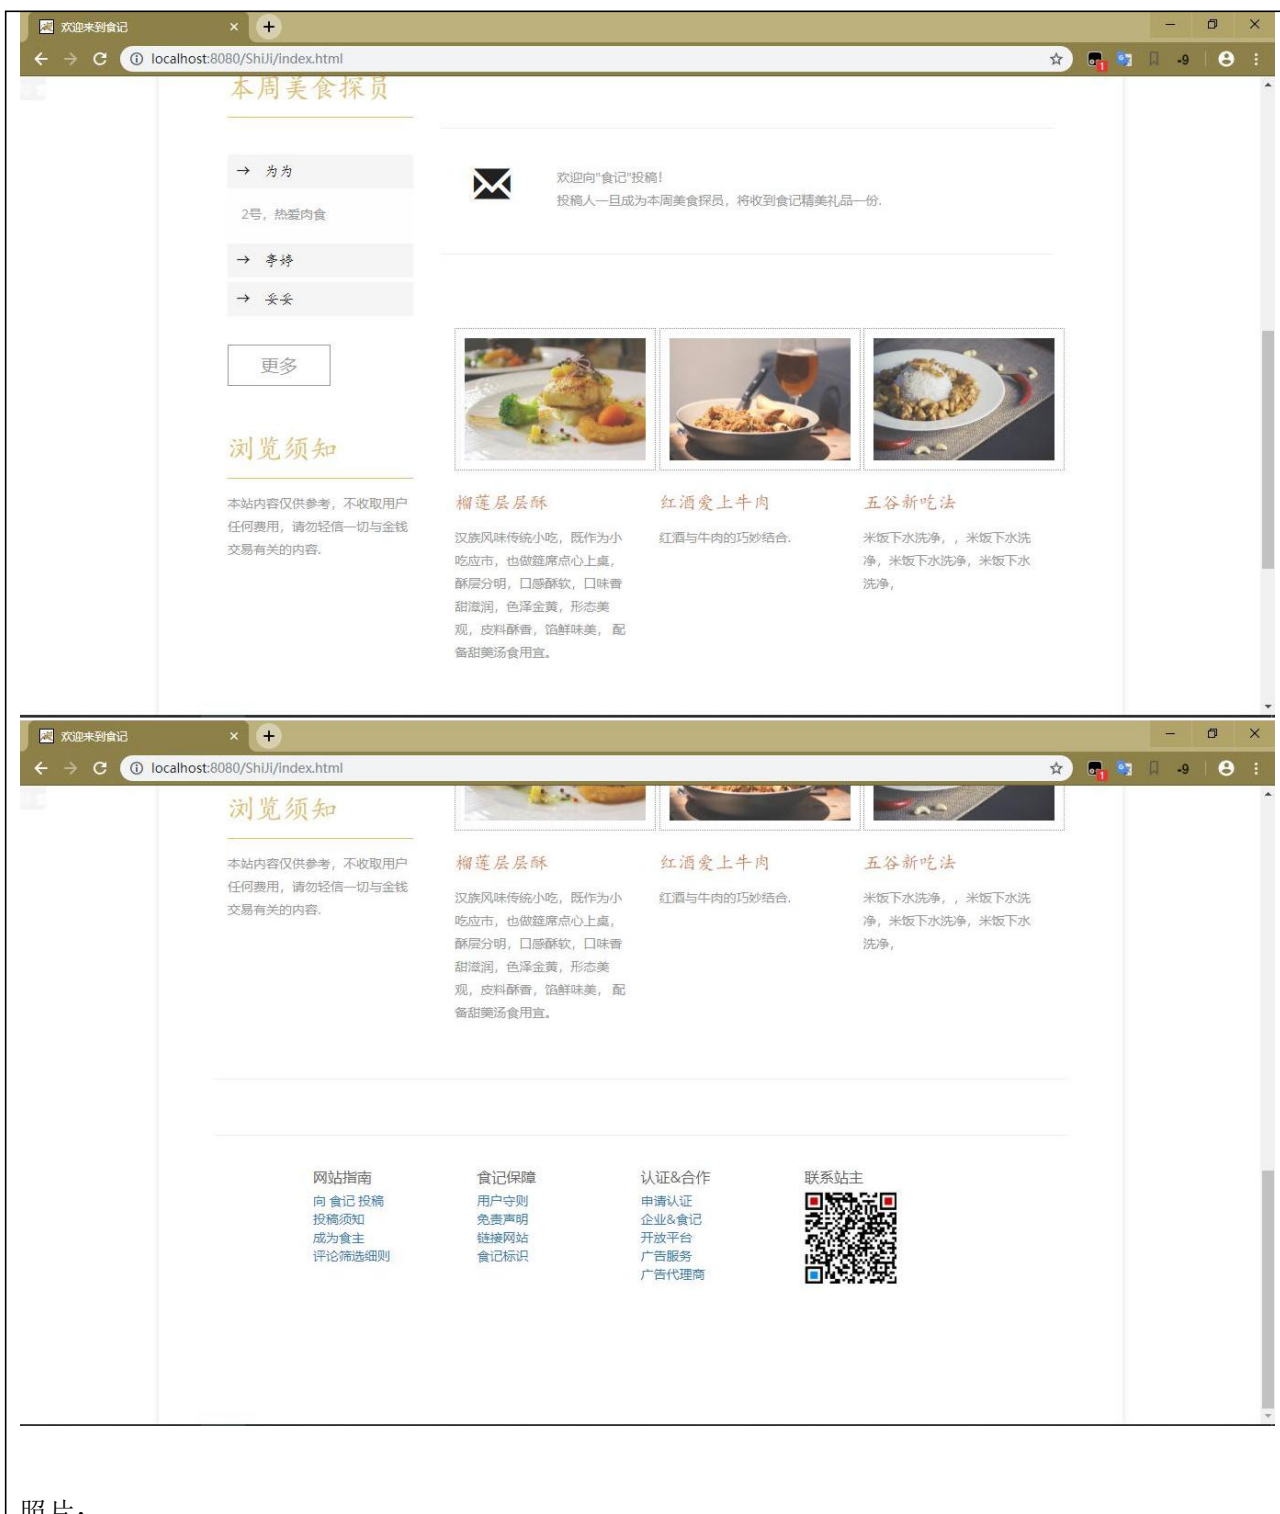 欢迎来到食记
localhost:8080/ShiJi/index.html
-9
本周美食探员
→ 为为
2号，热爱肉食
→ 亭婷
→ 妥妥
更多
浏览须知
本站内容仅供参考，不收取用户
任何费用，请勿轻信一切与金钱
交易有关的内容.
欢迎向"食记"投稿！
投稿人一旦成为本周美食探员，将收到食记精美礼品一份.
榴莲层层酥
汉族风味传统小吃，既作为小
吃应市，也做筵席点心上桌，
酥层分明，口感酥软，口味香
甜滋润，色泽金黄，形态美
观，皮料酥香，馅鲜味美， 配
备甜羹汤食用宜。
红酒爱上牛肉
红酒与牛肉的巧妙结合.
五谷新吃法
米饭下水洗净，，米饭下水洗
净，米饭下水洗净，米饭下水
洗净，
欢迎来到食记
localhost:8080/ShiJi/index.html
-9
浏览须知
本站内容仅供参考，不收取用户
任何费用，请勿轻信一切与金钱
交易有关的内容.
榴莲层层酥
汉族风味传统小吃，既作为小
吃应市，也做筵席点心上桌，
酥层分明，口感酥软，口味香
甜滋润，色泽金黄，形态美
观，皮料酥香，馅鲜味美， 配
备甜羹汤食用宜。
红酒爱上牛肉
红酒与牛肉的巧妙结合.
五谷新吃法
米饭下水洗净，，米饭下水洗
净，米饭下水洗净，米饭下水
洗净，
网站指南
向 食记 投稿
投稿须知
成为食主
评论筛选细则
食记保障
用户守则
免责声明
链接网站
食记标识
认证&合作
申请认证
企业&食记
开放平台
广告服务
广告代理商
联系站主
照片：